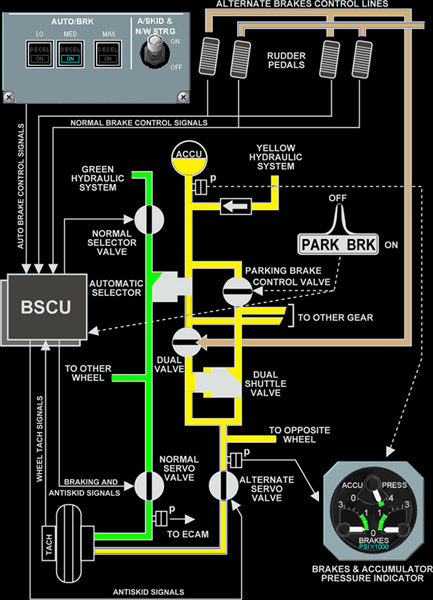 ALTERNATE BRAKES CONTROL LINES
AUTO/BRK
A/SKID &
N/W STRG
LO
MED
MAX
DECEL
ON
DECEL
ON
DECEL
ON
ON
OFF
RUDDER
PEDALS
NORMAL BRAKE CONTROL SIGNALS
AUTO BRAKE CONTROL SIGNALS
ACCU
P
YELLOW
HYDRAULIC
SYSTEM
GREEN
HYDRAULIC
SYSTEM
OFF
PARK BRK
ON
NORMAL
SELECTOR
VALVE
BSCU
AUTOMATIC
SELECTOR
PARKING BRAKE
CONTROL VALVE
TO OTHER GEAR
DUAL
VALVE
TO OTHER
WHEEL
DUAL
SHUTTLE
VALVE
WHEEL TACH SIGNALS
TO OPPOSITE
WHEEL
NORMAL
SERVO
VALVE
P
BRAKING AND
ANTISKID SIGNALS
ALTERNATE
SERVO
VALVE
P
TO ECAM
TACH
ANTISKID SIGNALS
ACCU
PRESS
0
4
3
1
1
3
0
BRAKES
PSI X1000
BRAKES & ACCUMULATOR
PRESSURE INDICATOR